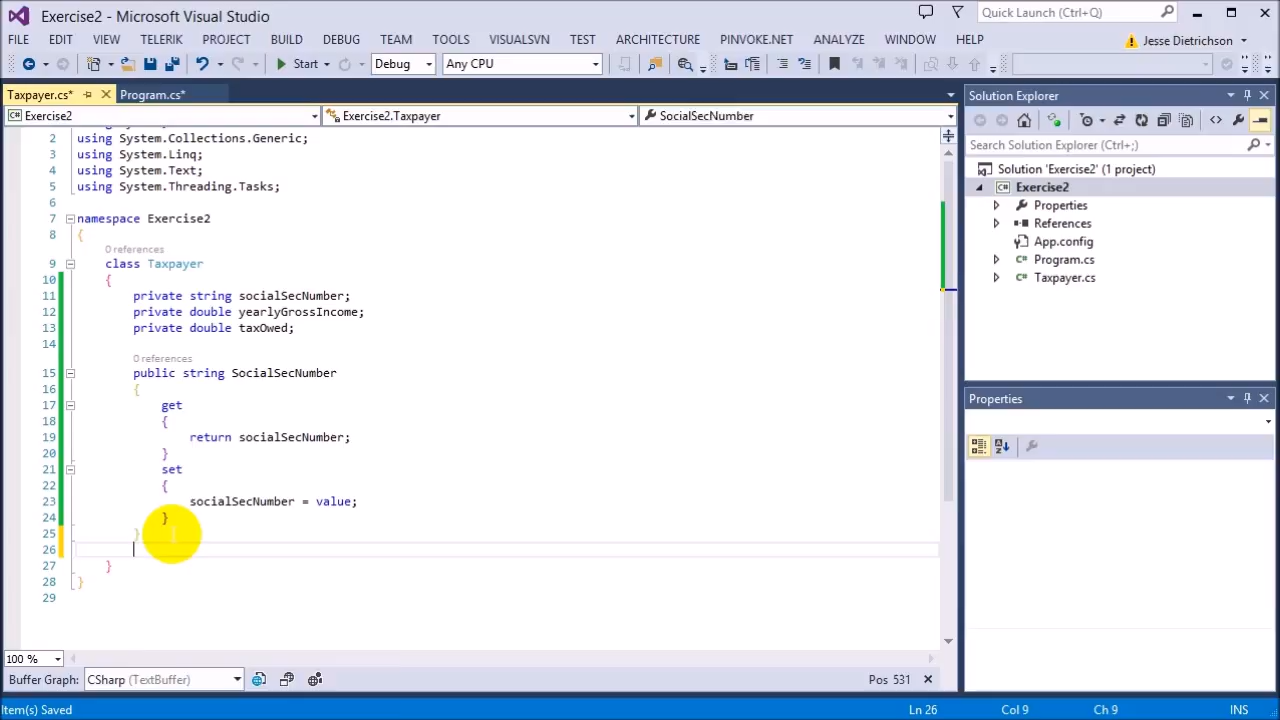 Exercise2 - Microsoft Visual Studio
Quick Launch (Ctrl+Q)
FILE EDIT VIEW TELERIK PROJECT BUILD DEBUG TEAM TOOLS VISUALSVN TEST ARCHITECTURE PINVOKE.NET ANALYZE WINDOW HELP Jesse Dietrichson
Start Debug Any CPU
Taxpayer.cs* Program.cs*
Exercise2 Exercise2.Taxpayer SocialSecNumber
2 using System.Collections.Generic;
3 using System.Linq;
4 using System.Text;
5 using System.Threading.Tasks;
6
7 namespace Exercise2
8 {
0 references
9 class Taxpayer
10 {
11 private string socialSecNumber;
12 private double yearlyGrossIncome;
13 private double taxOwed;
14
0 references
15 public string SocialSecNumber
16 {
17 get
18 {
19 return socialSecNumber;
20 }
21 set
22 {
23 socialSecNumber = value;
24 }
25 }
26
27 }
28 }
29
100 %
Buffer Graph: CSharp (TextBuffer) Pos 531
Item(s) Saved Ln 26 Col 9 Ch 9 INS
Solution Explorer
Search Solution Explorer (Ctrl+;)
Solution 'Exercise2' (1 project)
Exercise2
Properties
References
App.config
Program.cs
Taxpayer.cs
Properties